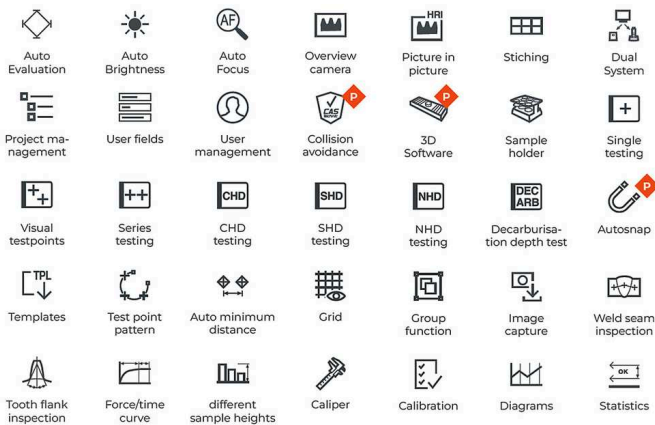 AF
HRI
Auto
Evaluation
Auto
Brightness
Auto
Focus
Overview
camera
Picture in
picture
Stiching
Dual
System
P
P
CAS
Project ma-
nagement
User fields
User
management
Collision
avoidance
3D
Software
Sample
holder
Single
testing
CHD
SHD
NHD
DEC
ARB
P
Visual
testpoints
Series
testing
CHD
testing
SHD
testing
NHD
testing
Decarburisa-
tion depth test
Autosnap
TPL
Templates
Test point
pattern
Auto minimum
distance
Grid
Group
function
Image
capture
Weld seam
inspection
OK
Tooth flank
inspection
Force/time
curve
different
sample heights
Caliper
Calibration
Diagrams
Statistics